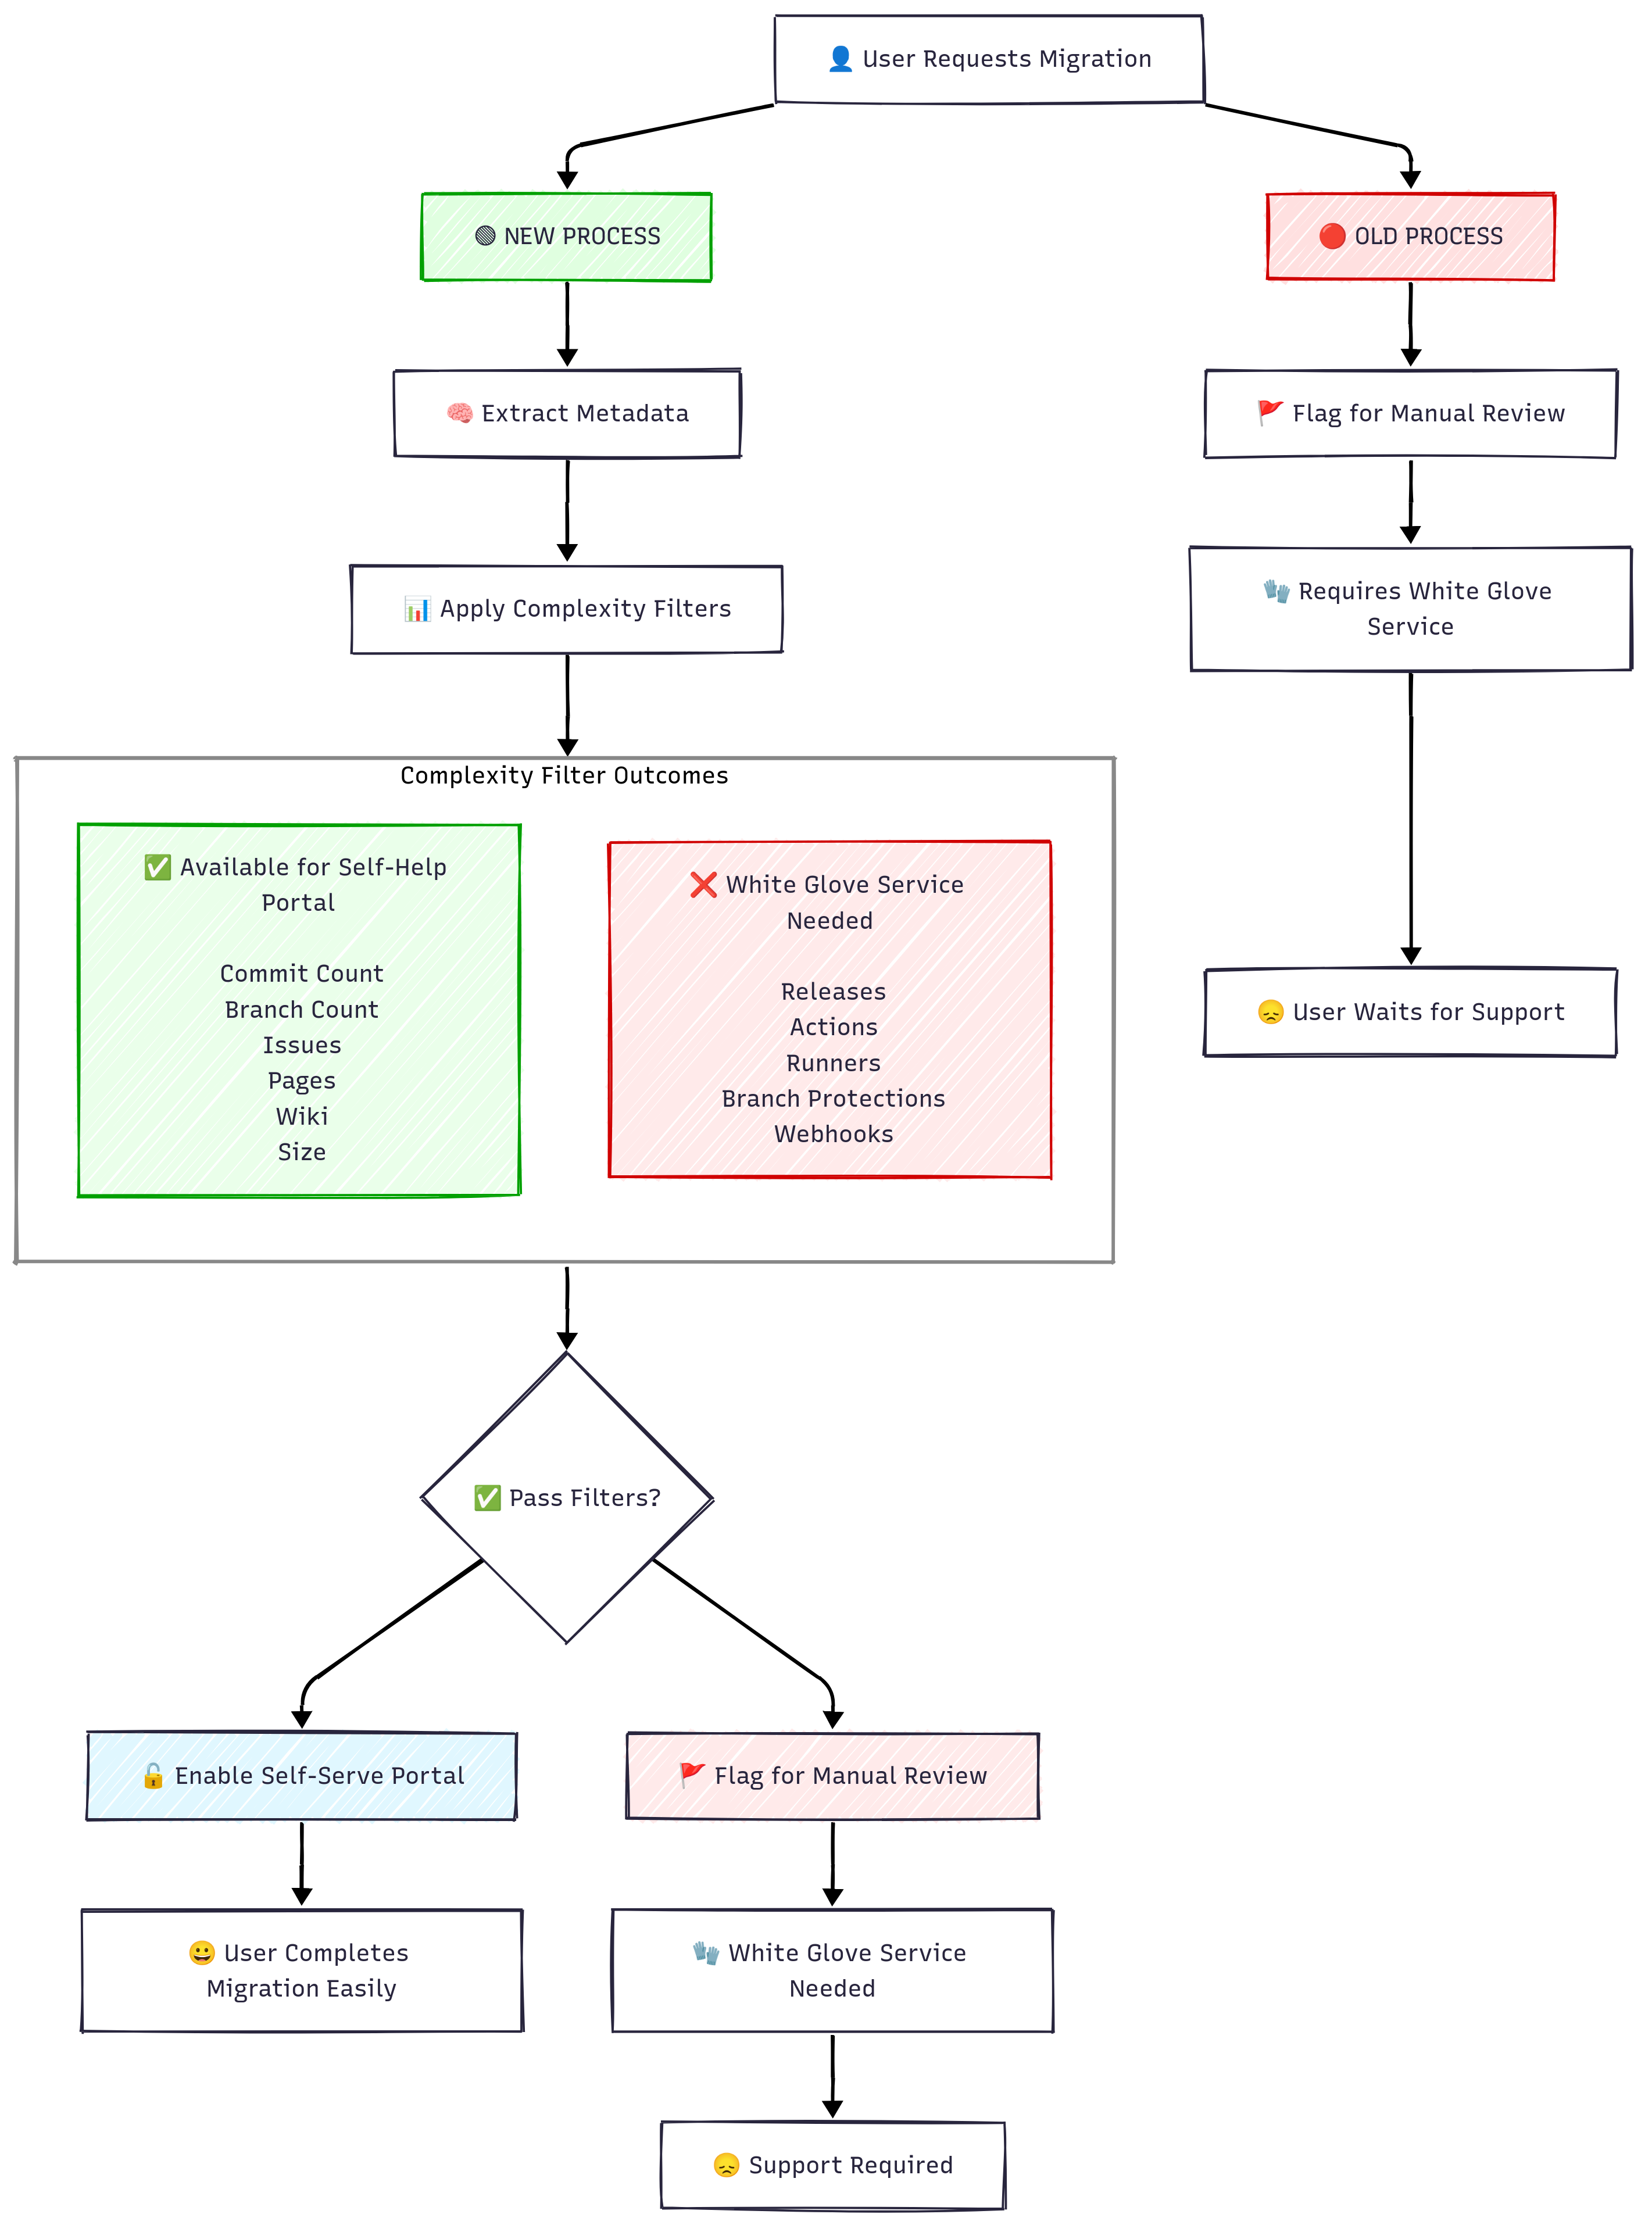 👤 User Requests Migration
🟢 NEW PROCESS
🔴 OLD PROCESS
🧠 Extract Metadata
🚩 Flag for Manual Review
📊 Apply Complexity Filters
🧤 Requires White Glove
Service
Complexity Filter Outcomes
✅ Available for Self-Help
Portal
Commit Count
Branch Count
Issues
Pages
Wiki
Size
❌ White Glove Service
Needed
Releases
Actions
Runners
Branch Protections
Webhooks
😞 User Waits for Support
✅ Pass Filters?
🔓 Enable Self-Serve Portal
🚩 Flag for Manual Review
😀 User Completes
Migration Easily
🧤 White Glove Service
Needed
😞 Support Required